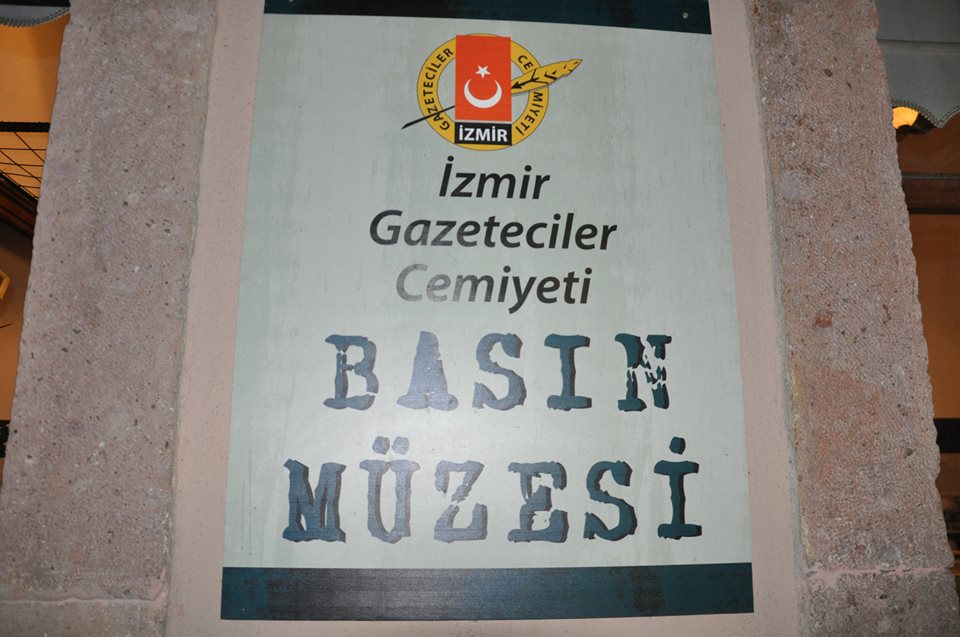 GAZETECİLER CEMİYETİ
İZMİR
İzmir
Gazeteciler
Cemiyeti
BASIN
MÜZESİ